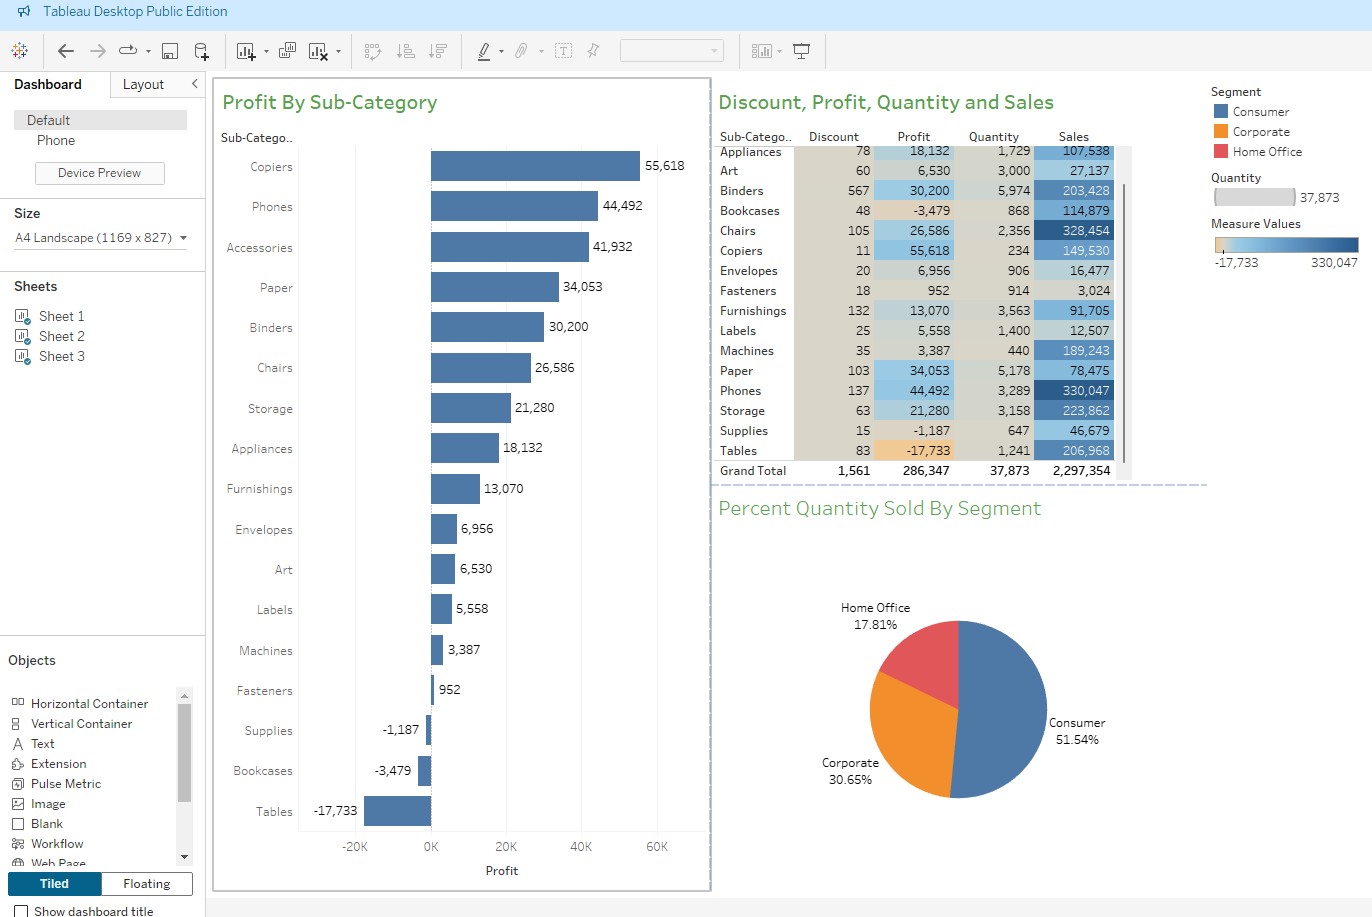 Tableau Desktop Public Edition
Dashboard
Layout
Default
Phone
Device Preview
Size
A4 Landscape (1169 x 827)
Sheets
Sheet 1
Sheet 2
Sheet 3
Objects
Horizontal Container
Vertical Container
Text
Extension
Pulse Metric
Image
Blank
Workflow
Web Page
Tiled
Floating
Show dashboard title
Profit By Sub-Category
Sub-Catego..
Copiers 55,618
Phones 44,492
Accessories 41,932
Paper 34,053
Binders 30,200
Chairs 26,586
Storage 21,280
Appliances 18,132
Furnishings 13,070
Envelopes 6,956
Art 6,530
Labels 5,558
Machines 3,387
Fasteners 952
Supplies -1,187
Bookcases -3,479
Tables -17,733
-20K 0K 20K 40K 60K
Profit
Discount, Profit, Quantity and Sales
Sub-Catego.. Discount Profit Quantity Sales
Appliances 78 18,132 1,729 107,538
Art 60 6,530 3,000 27,137
Binders 567 30,200 5,974 203,428
Bookcases 48 -3,479 868 114,879
Chairs 105 26,586 2,356 328,454
Copiers 11 55,618 234 149,530
Envelopes 20 6,956 906 16,477
Fasteners 18 952 914 3,024
Furnishings 132 13,070 3,563 91,705
Labels 25 5,558 1,400 12,507
Machines 35 3,387 440 189,243
Paper 103 34,053 5,178 78,475
Phones 137 44,492 3,289 330,047
Storage 63 21,280 3,158 223,862
Supplies 15 -1,187 647 46,679
Tables 83 -17,733 1,241 206,968
Grand Total 1,561 286,347 37,873 2,297,354
Percent Quantity Sold By Segment
Home Office
17.81%
Consumer
51.54%
Corporate
30.65%
Segment
Consumer
Corporate
Home Office
Quantity
37,873
Measure Values
-17,733 330,047